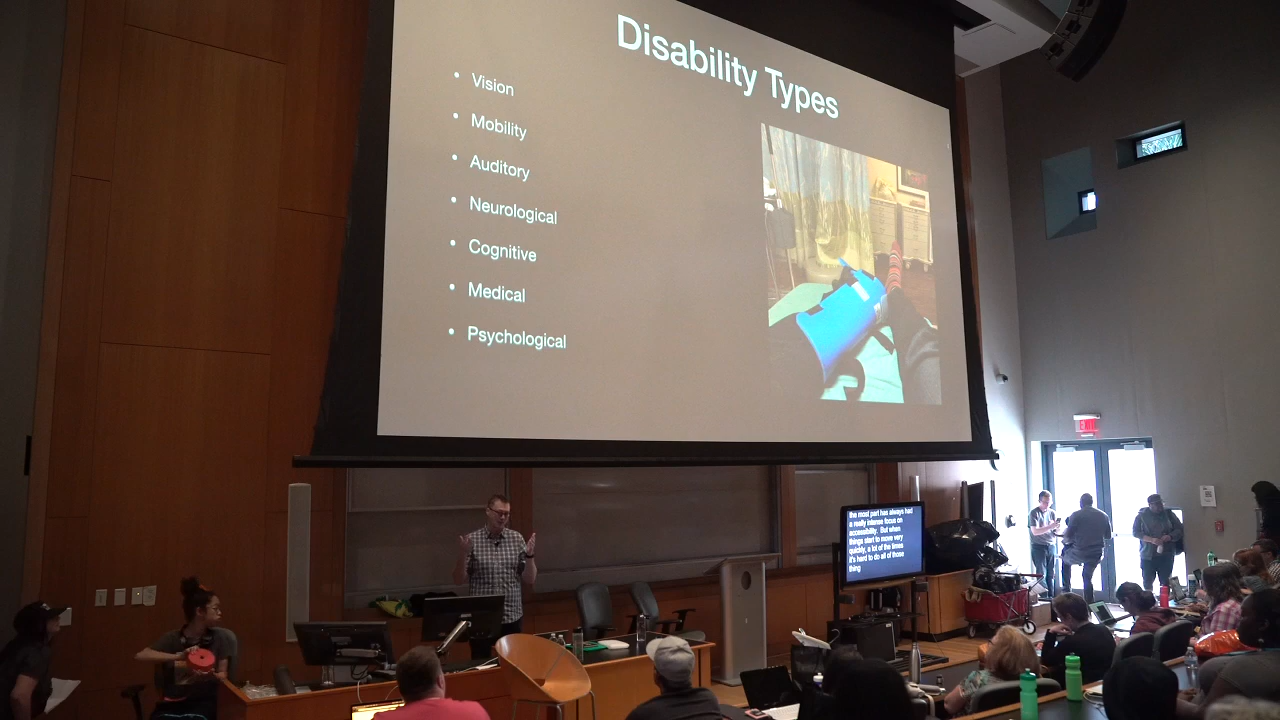 Disability Types
• Vision
• Mobility
• Auditory
• Neurological
• Cognitive
• Medical
• Psychological
the most part has always had
a really intense focus on
accessibility. But when
things start to move very
quickly, a lot of the times
it's hard to do all of those
thing
EXIT